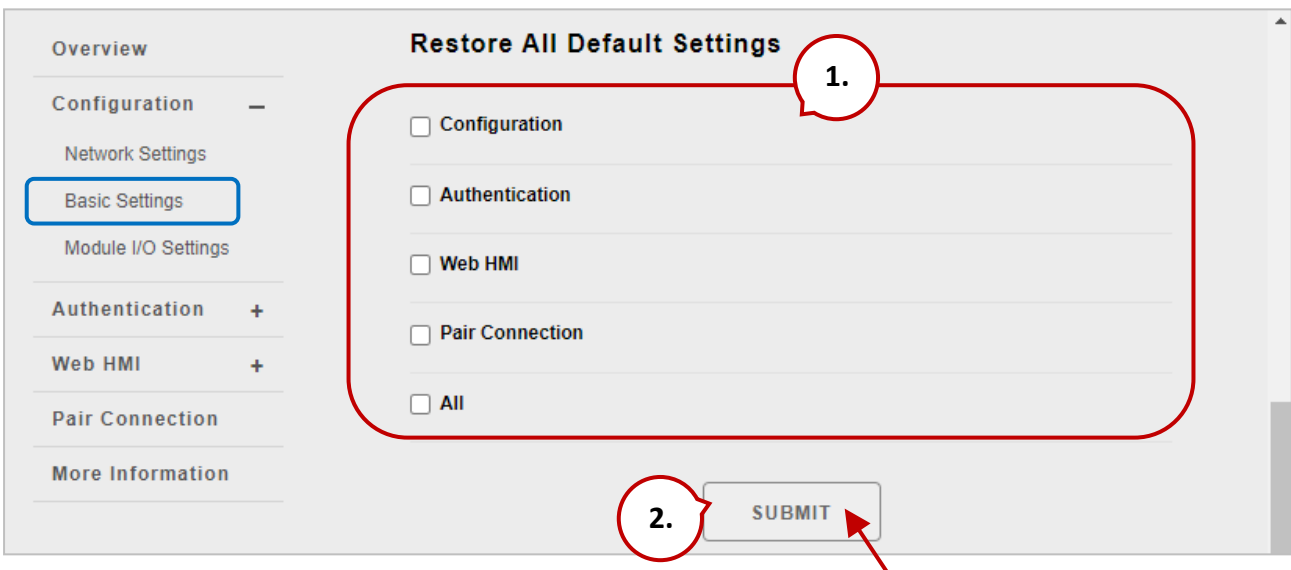 Overview
Configuration –
Network Settings
Basic Settings
Module I/O Settings
Authentication +
Web HMI +
Pair Connection
More Information
Restore All Default Settings
1.
Configuration
Authentication
Web HMI
Pair Connection
All
2.
SUBMIT